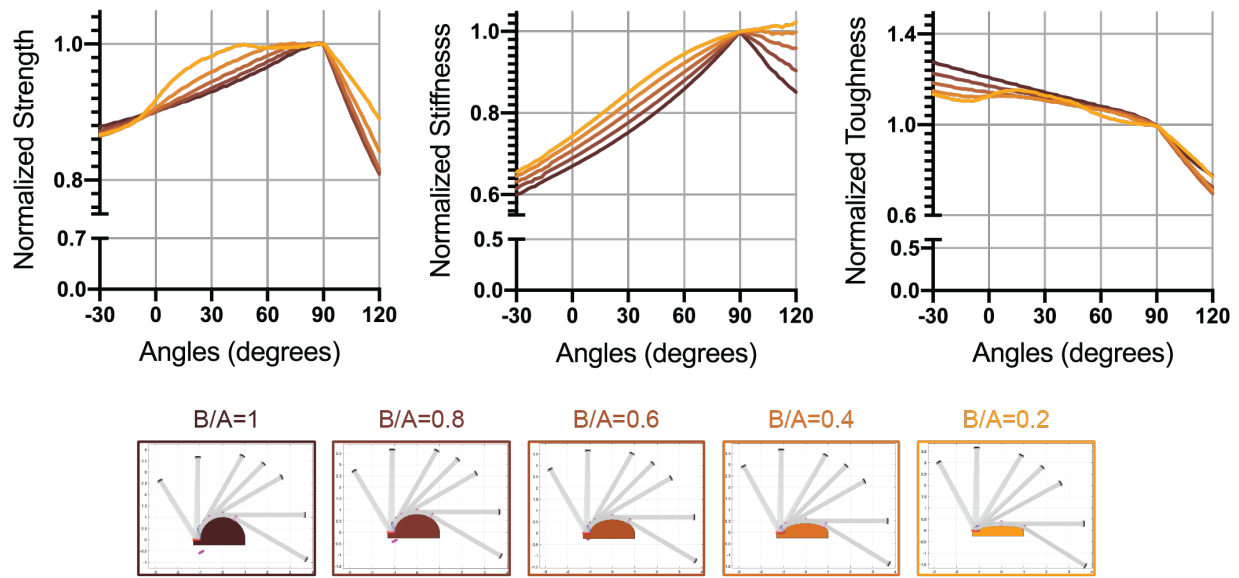 Normalized Strength
1.0
0.8
0.7
0.0
-30 0 30 60 90 120
Angles (degrees)
Normalized Stiffnesss
1.0
0.8
0.6
0.5
0.0
-30 0 30 60 90 120
Angles (degrees)
Normalized Toughness
1.4
1.0
0.6
0.5
0.0
-30 0 30 60 90 120
Angles (degrees)
B/A=1 B/A=0.8 B/A=0.6 B/A=0.4 B/A=0.2